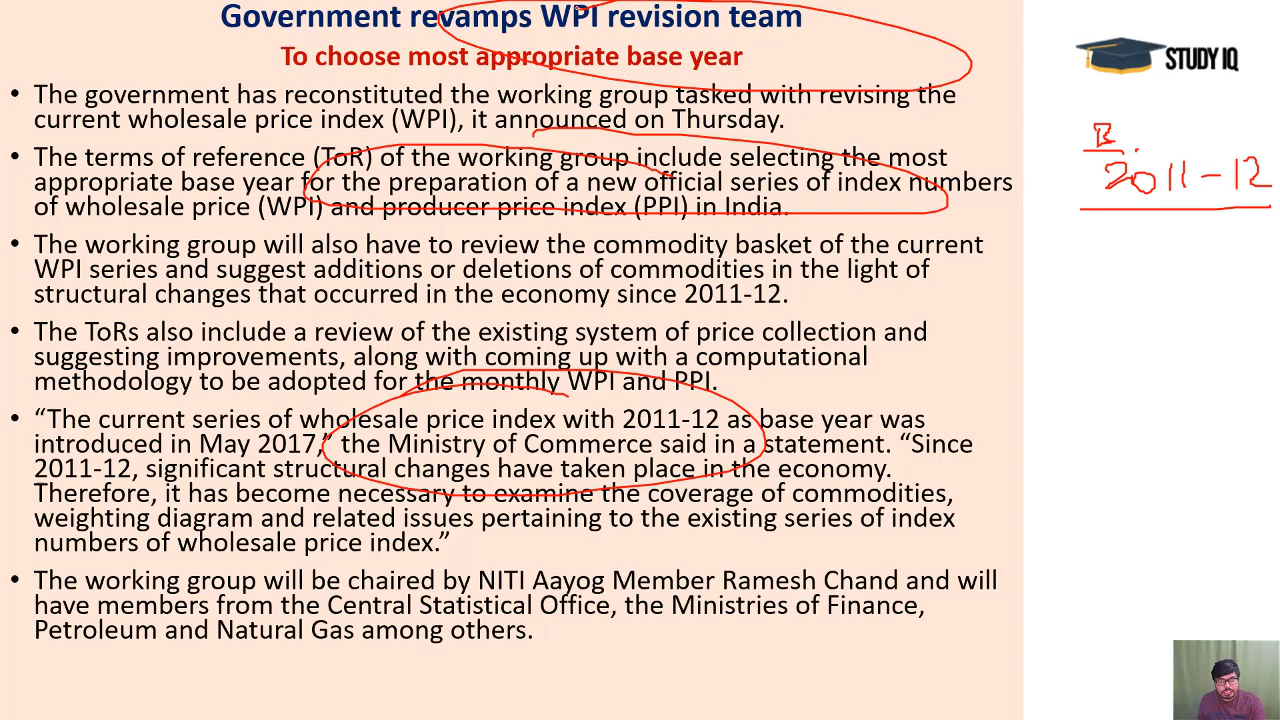 Government revamps WPI revision team
To choose most appropriate base year
• The government has reconstituted the working group tasked with revising the
current wholesale price index (WPI), it announced on Thursday.
• The terms of reference (ToR) of the working group include selecting the most
appropriate base year for the preparation of a new official series of index numbers
of wholesale price (WPI) and producer price index (PPI) in India.
• The working group will also have to review the commodity basket of the current
WPI series and suggest additions or deletions of commodities in the light of
structural changes that occurred in the economy since 2011-12.
• The ToRs also include a review of the existing system of price collection and
suggesting improvements, along with coming up with a computational
methodology to be adopted for the monthly WPI and PPI.
• “The current series of wholesale price index with 2011-12 as base year was
introduced in May 2017,” the Ministry of Commerce said in a statement. “Since
2011-12, significant structural changes have taken place in the economy.
Therefore, it has become necessary to examine the coverage of commodities,
weighting diagram and related issues pertaining to the existing series of index
numbers of wholesale price index.”
• The working group will be chaired by NITI Aayog Member Ramesh Chand and will
have members from the Central Statistical Office, the Ministries of Finance,
Petroleum and Natural Gas among others.
STUDY IQ
2011-12